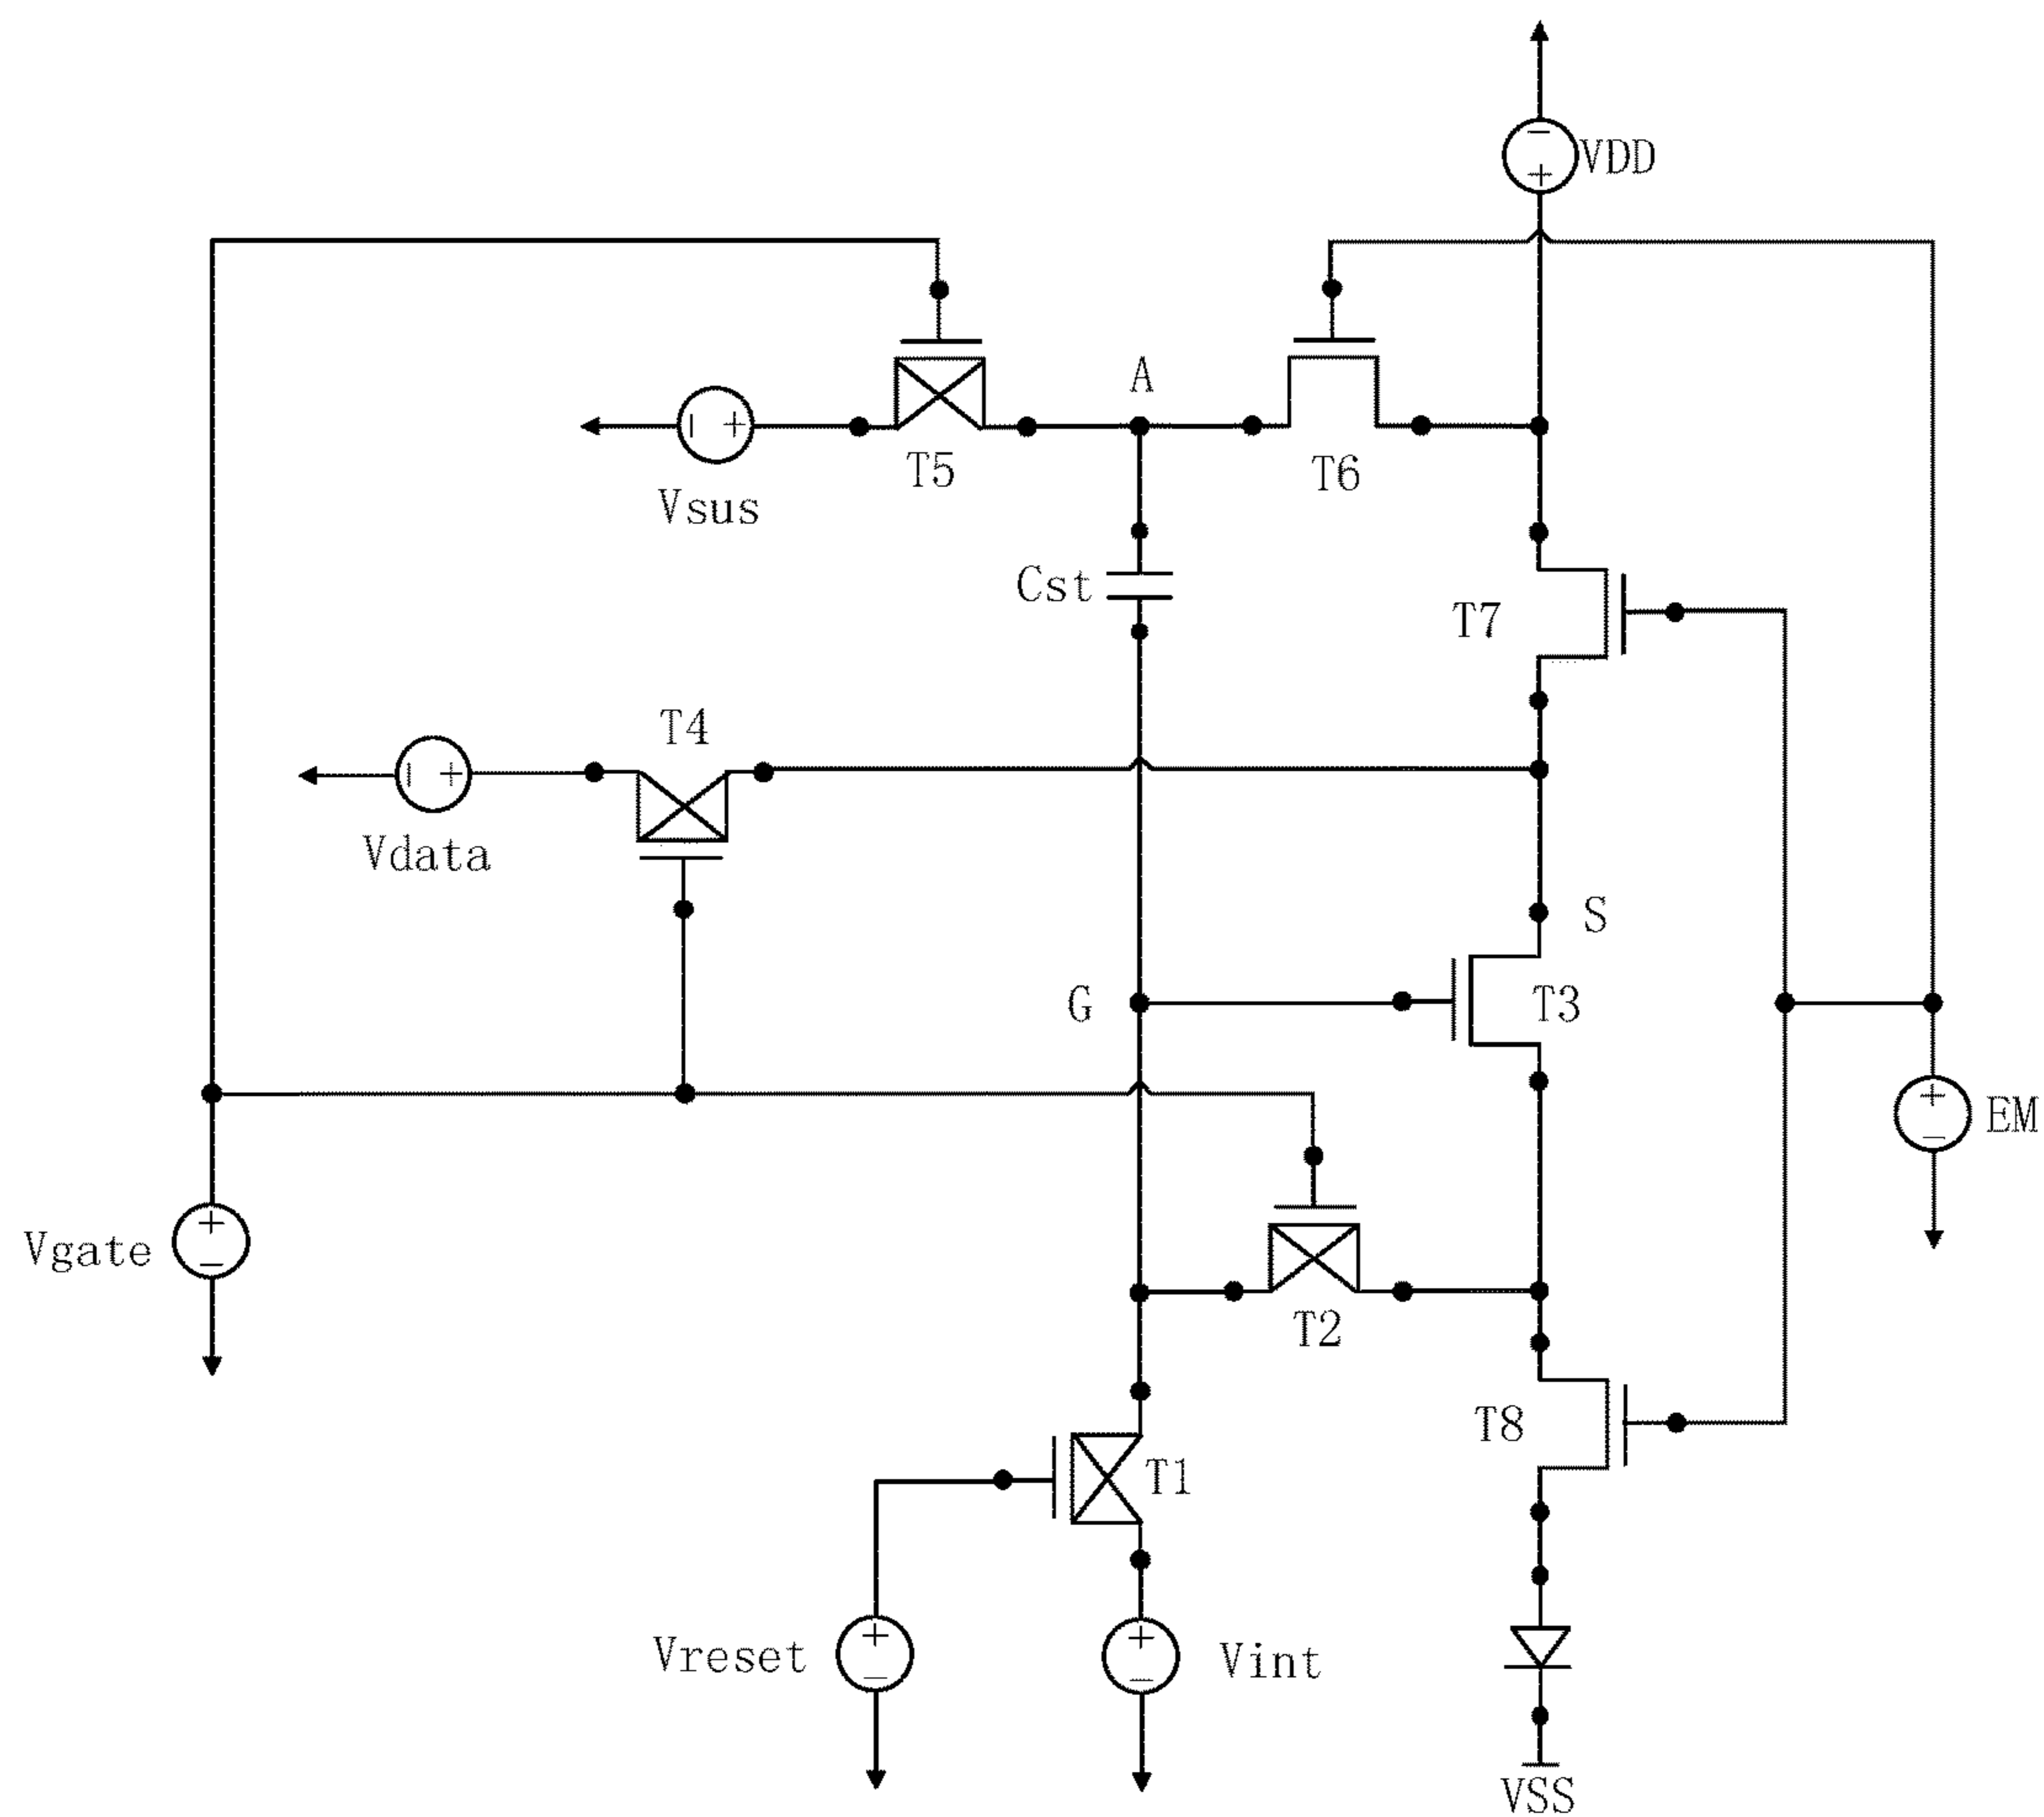 VDD
A
T5
T6
Vsus
Cst
T7
T4
Vdata
S
G
T3
EM
Vgate
T2
T8
T1
Vreset
Vint
VSS